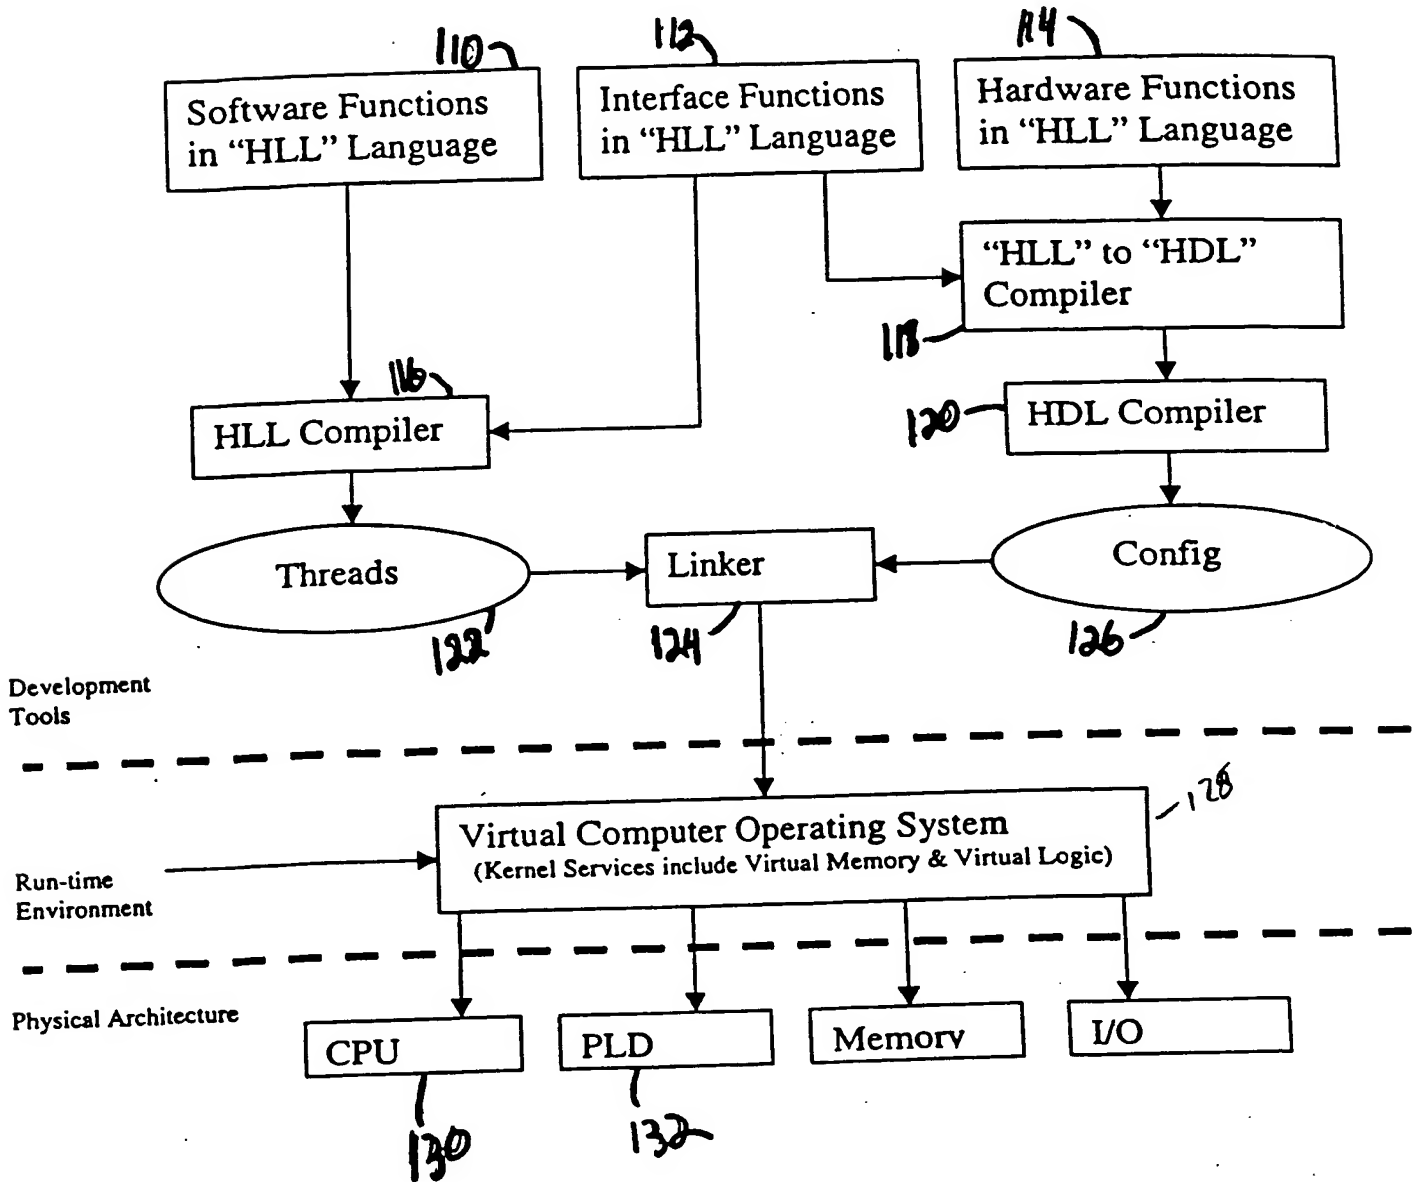 110
112
114
Software Functions
in “HLL” Language
Interface Functions
in “HLL” Language
Hardware Functions
in “HLL” Language
“HLL” to “HDL”
Compiler
118
116
HLL Compiler
120
HDL Compiler
Threads
Linker
Config
122
124
126
Development
Tools
128
Virtual Computer Operating System
(Kernel Services include Virtual Memory & Virtual Logic)
Run-time
Environment
Physical Architecture
CPU
PLD
Memory
I/O
130
132